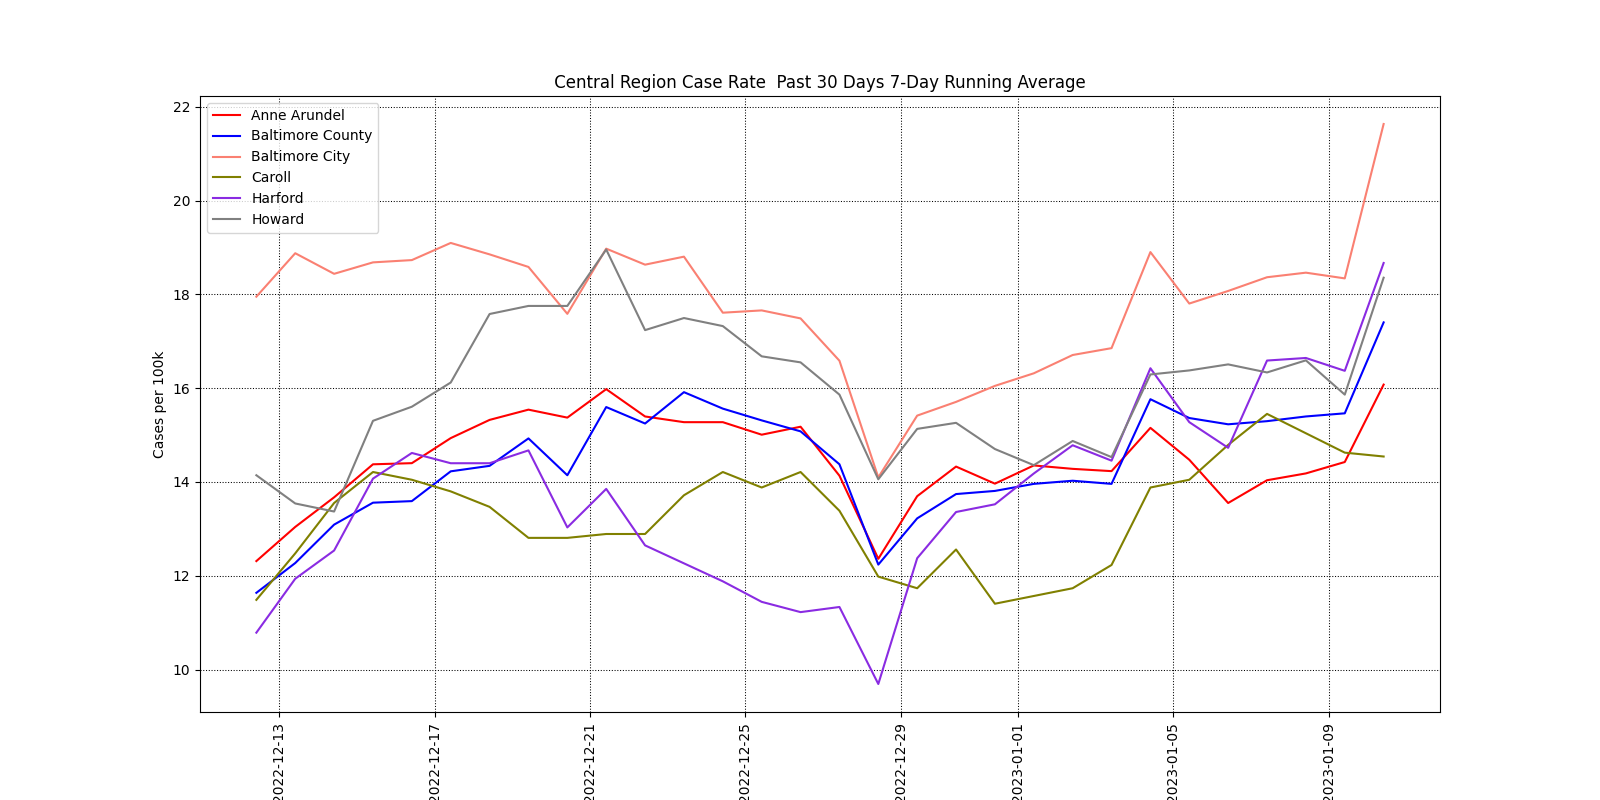 Central Region Case Rate  Past 30 Days 7-Day Running Average
Anne Arundel
Baltimore County
Baltimore City
Caroll
Harford
Howard
Cases per 100k
22
20
18
16
14
12
10
2022-12-13
2022-12-17
2022-12-21
2022-12-25
2022-12-29
2023-01-01
2023-01-05
2023-01-09